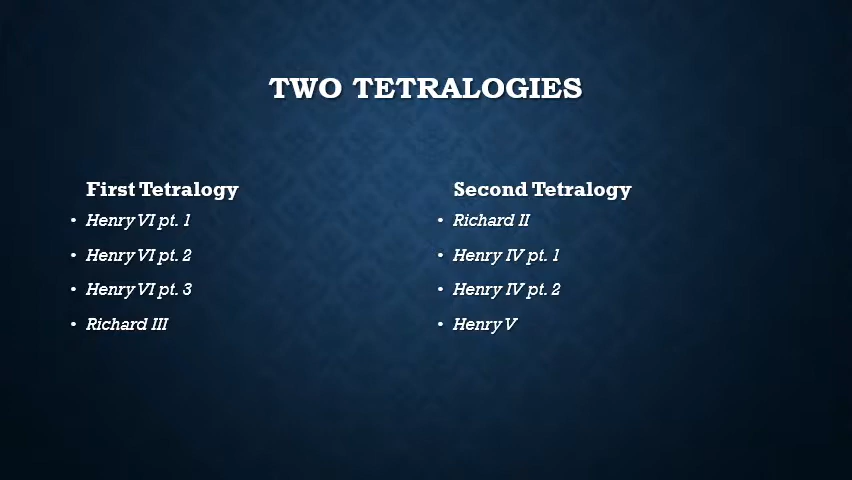 TWO TETRALOGIES
First Tetralogy
• Henry VI pt. 1
• Henry VI pt. 2
• Henry VI pt. 3
• Richard III
Second Tetralogy
• Richard II
• Henry IV pt. 1
• Henry IV pt. 2
• Henry V